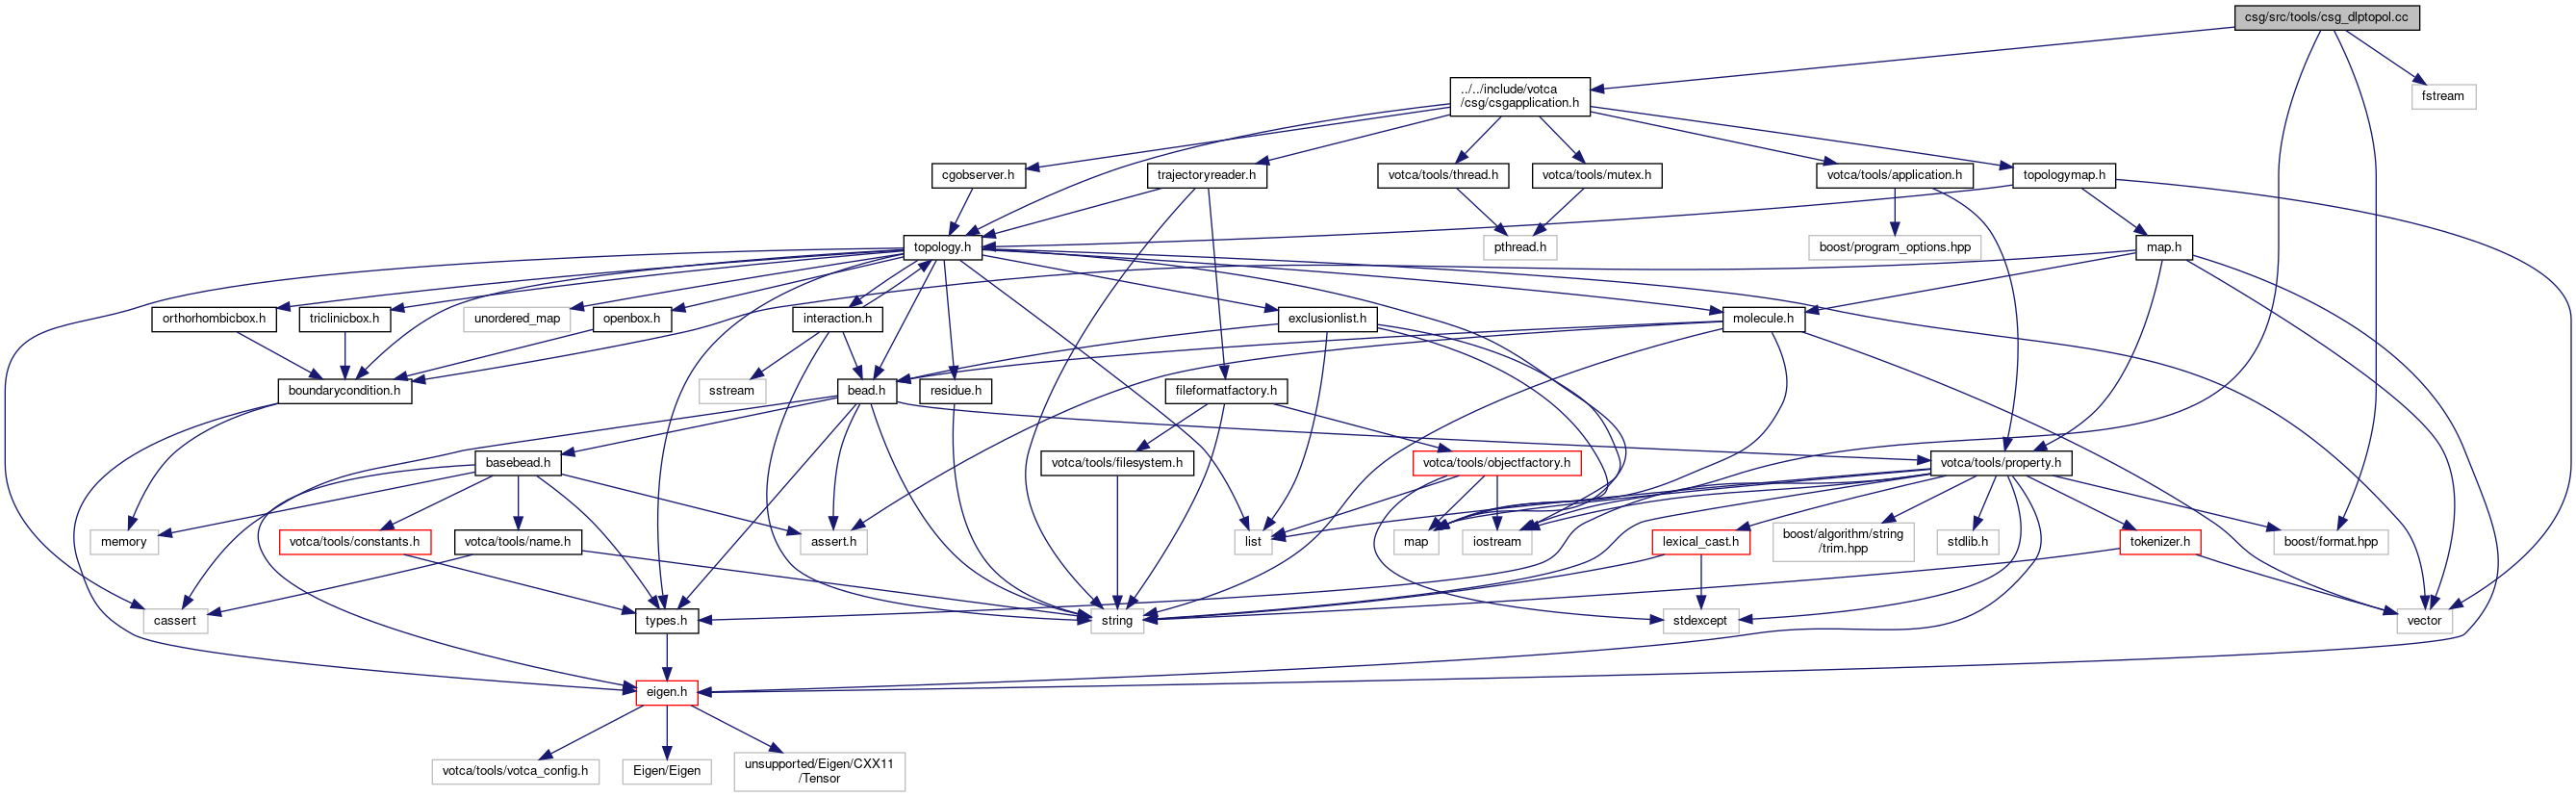 csg/src/tools/csg_dlptopol.cc
../../include/votca
/csg/csgapplication.h
fstream
cgobserver.h
trajectoryreader.h
votca/tools/thread.h
votca/tools/mutex.h
votca/tools/application.h
topologymap.h
topology.h
pthread.h
boost/program_options.hpp
map.h
orthorhombicbox.h
triclinicbox.h
unordered_map
openbox.h
interaction.h
exclusionlist.h
molecule.h
boundarycondition.h
sstream
bead.h
residue.h
fileformatfactory.h
basebead.h
votca/tools/filesystem.h
votca/tools/objectfactory.h
votca/tools/property.h
memory
votca/tools/constants.h
votca/tools/name.h
assert.h
list
map
iostream
lexical_cast.h
boost/algorithm/string
/trim.hpp
stdlib.h
tokenizer.h
boost/format.hpp
cassert
types.h
string
stdexcept
vector
eigen.h
votca/tools/votca_config.h
Eigen/Eigen
unsupported/Eigen/CXX11
/Tensor